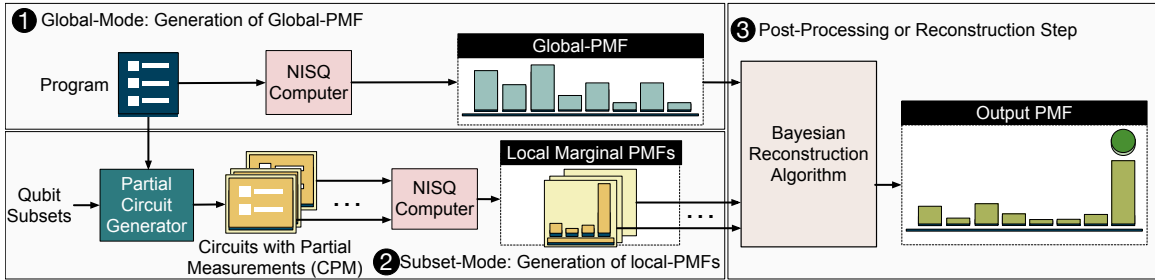 1 Global-Mode: Generation of Global-PMF
Program
NISQ
Computer
Global-PMF
Qubit
Subsets
Partial
Circuit
Generator
Circuits with Partial
Measurements (CPM)
...
NISQ
Computer
Local Marginal PMFs
...
2 Subset-Mode: Generation of local-PMFs
3 Post-Processing or Reconstruction Step
Bayesian
Reconstruction
Algorithm
Output PMF